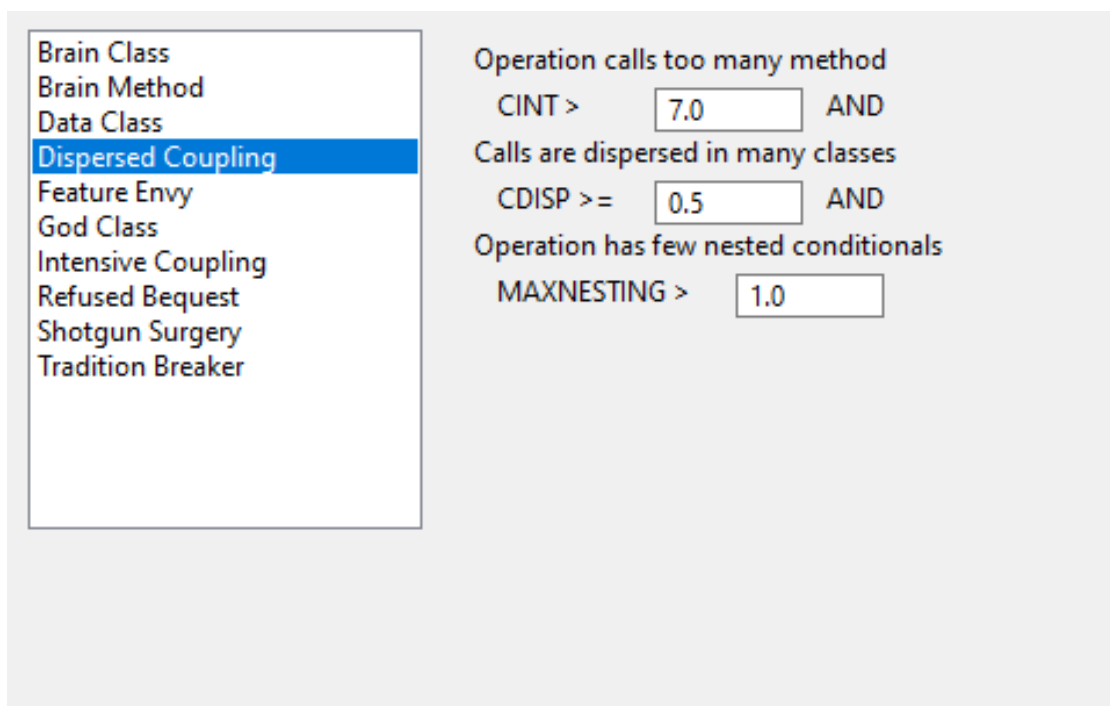 Brain Class
Brain Method
Data Class
Dispersed Coupling
Feature Envy
God Class
Intensive Coupling
Refused Bequest
Shotgun Surgery
Tradition Breaker
Operation calls too many method
CINT > 7.0 AND
Calls are dispersed in many classes
CDISP >= 0.5 AND
Operation has few nested conditionals
MAXNESTING > 1.0